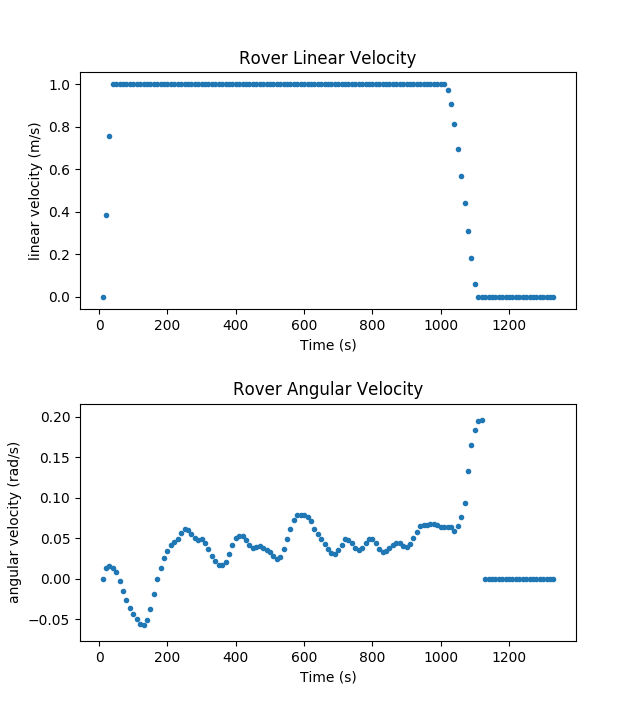 Rover Linear Velocity
1.0
0.8
0.6
0.4
0.2
0.0
linear velocity (m/s)
0 200 400 600 800 1000 1200
Time (s)
Rover Angular Velocity
0.20
0.15
0.10
0.05
0.00
−0.05
angular velocity (rad/s)
0 200 400 600 800 1000 1200
Time (s)